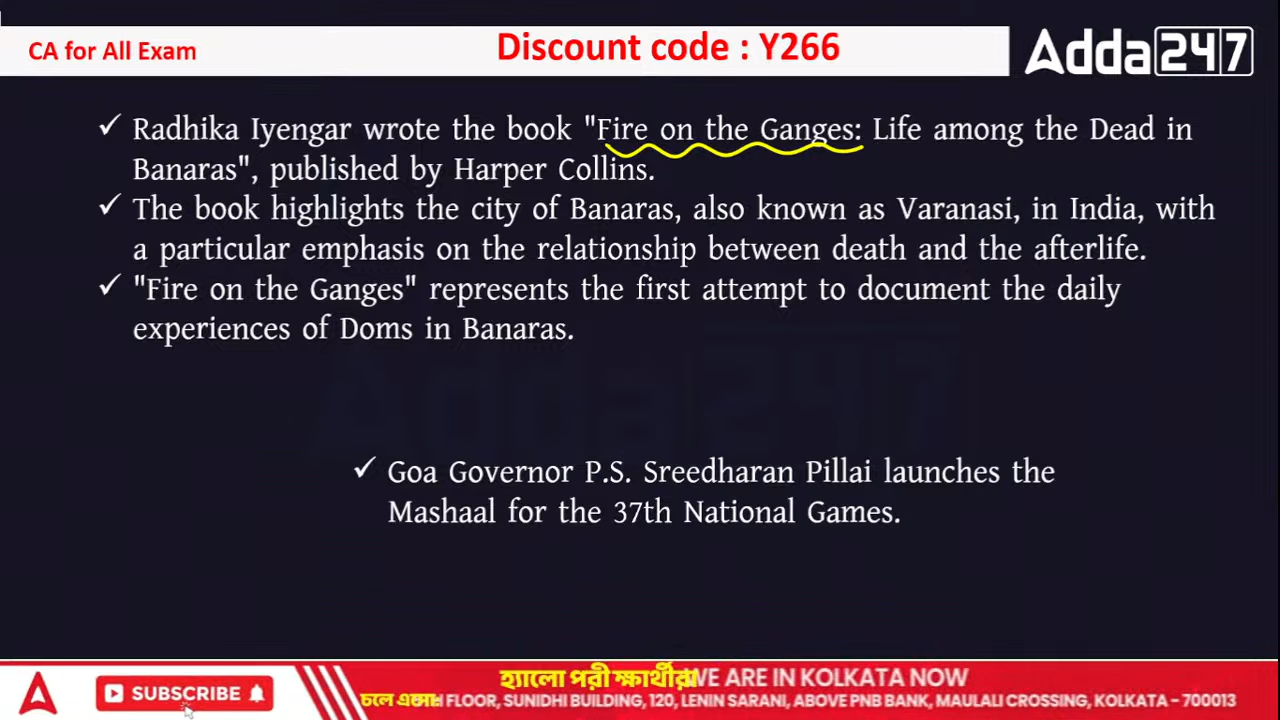 CA for All Exam
Discount code : Y266
Adda247
✓ Radhika Iyengar wrote the book "Fire on the Ganges: Life among the Dead in
Banaras", published by Harper Collins.
✓ The book highlights the city of Banaras, also known as Varanasi, in India, with
a particular emphasis on the relationship between death and the afterlife.
✓ "Fire on the Ganges" represents the first attempt to document the daily
experiences of Doms in Banaras.
Adda247
✓ Goa Governor P.S. Sreedharan Pillai launches the
Mashaal for the 37th National Games.
SUBSCRIBE
হ্যালো পরীক্ষার্থীরা WE ARE IN KOLKATA NOW
চলে এসো FLOOR, SUNIDHI BUILDING, 120, LENIN SARANI, ABOVE PNB BANK, MAULALI CROSSING, KOLKATA - 700013